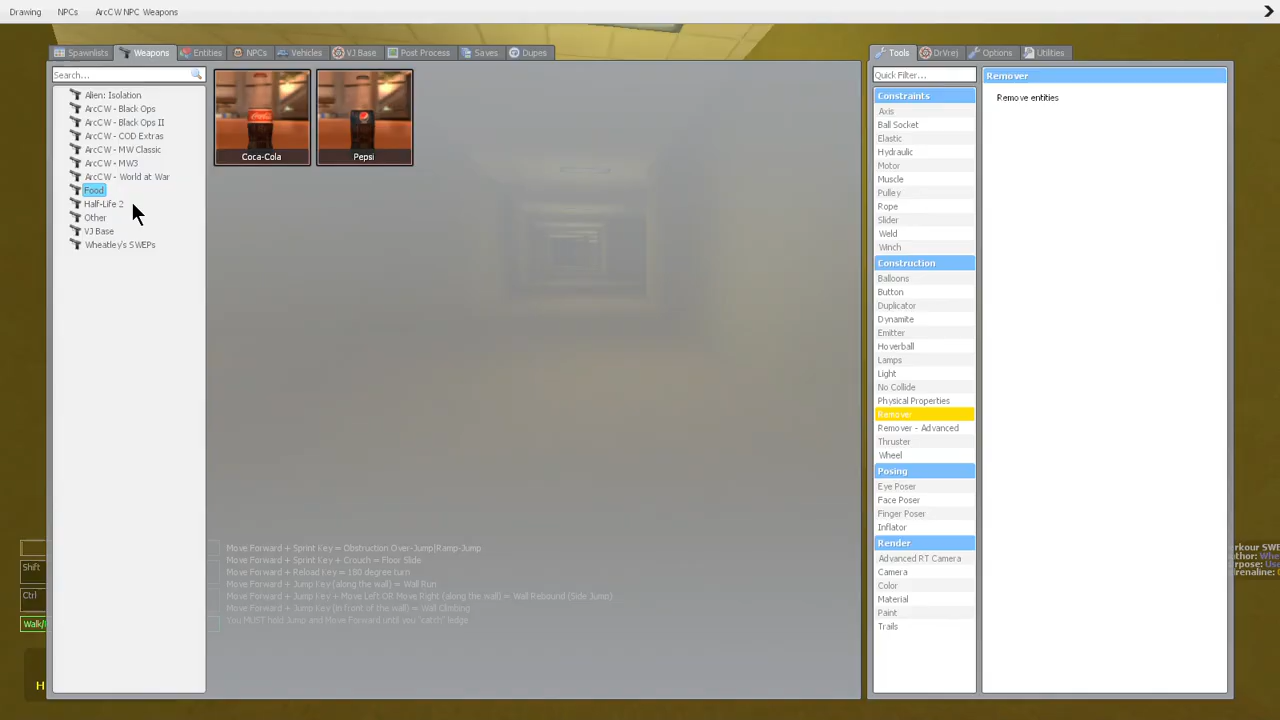 Drawing NPCs ArcCW NPC Weapons
Spawnlists Weapons Entities NPCs Vehicles VJ Base Post Process Saves Dupes
Search...
Alien: Isolation
ArcCW - Black Ops
ArcCW - Black Ops II
ArcCW - COD Extras
ArcCW - MW Classic
ArcCW - MW3
ArcCW - World at War
Food
Half-Life 2
Other
VJ Base
Wheatley's SWEPs
Coca-Cola
Pepsi
Move Forward + Sprint Key = Obstruction Over-Jump|Ramp-Jump
Move Forward + Sprint Key + Crouch = Floor Slide
Move Forward + Reload Key = 180 degree turn
Move Forward + Jump Key (along the wall) = Wall Run
Move Forward + Jump Key + Move Left OR Move Right (along the wall) = Wall Rebound (Side Jump)
Move Forward + Jump Key (in front of the wall) = Wall Climbing
You MUST hold Jump and Move Forward until you "catch" ledge
Shift
Ctrl
Walk/
H
Tools DrVrej Options Utilities
Quick Filter...
Constraints
Axis
Ball Socket
Elastic
Hydraulic
Motor
Muscle
Pulley
Rope
Slider
Weld
Winch
Construction
Balloons
Button
Duplicator
Dynamite
Emitter
Hoverball
Lamps
Light
No Collide
Physical Properties
Remover
Remover - Advanced
Thruster
Wheel
Posing
Eye Poser
Face Poser
Finger Poser
Inflator
Render
Advanced RT Camera
Camera
Color
Material
Paint
Trails
Remover
Remove entities